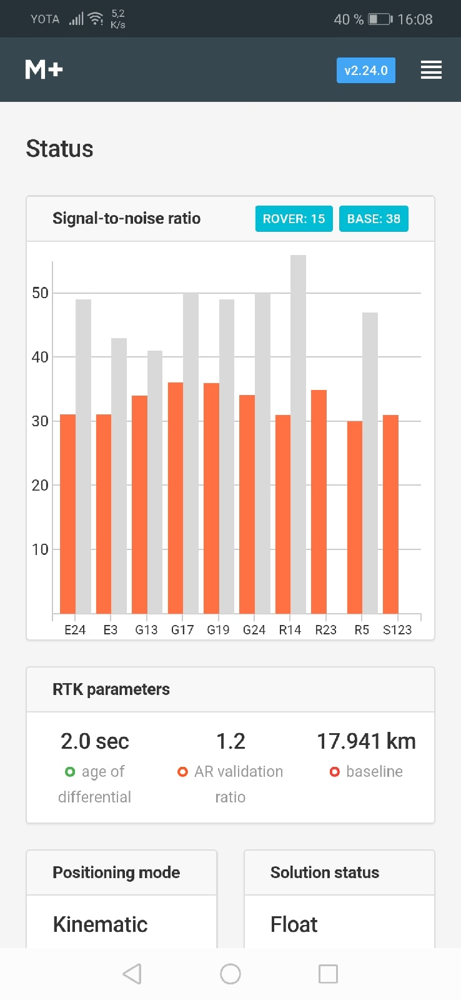 YOTA 5,2 K/s 40 % 16:08
M+ v2.24.0
Status
Signal-to-noise ratio ROVER: 15 BASE: 38
50
40
30
20
10
E24 E3 G13 G17 G19 G24 R14 R23 R5 S123
RTK parameters
2.0 sec 1.2 17.941 km
age of AR validation baseline
differential ratio
Positioning mode Solution status
Kinematic Float